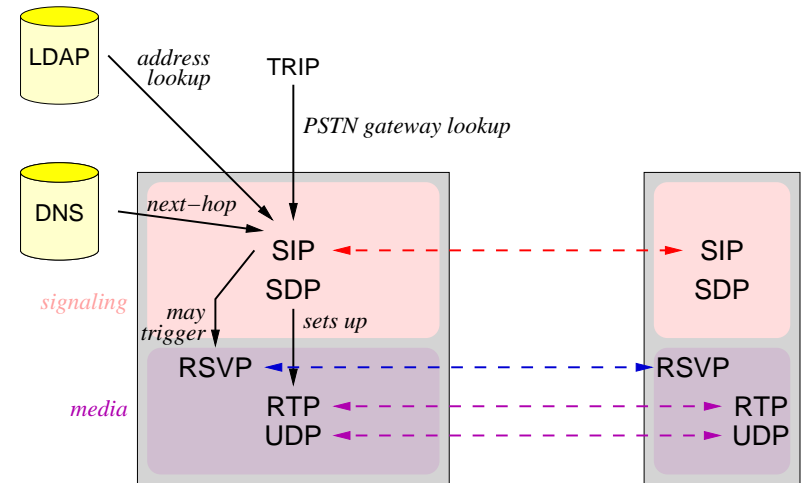 LDAP
address
lookup
TRIP
PSTN gateway lookup
DNS
next−hop
SIP
SIP
SDP
SDP
signaling
may
trigger
sets up
RSVP
RSVP
media
RTP
RTP
UDP
UDP